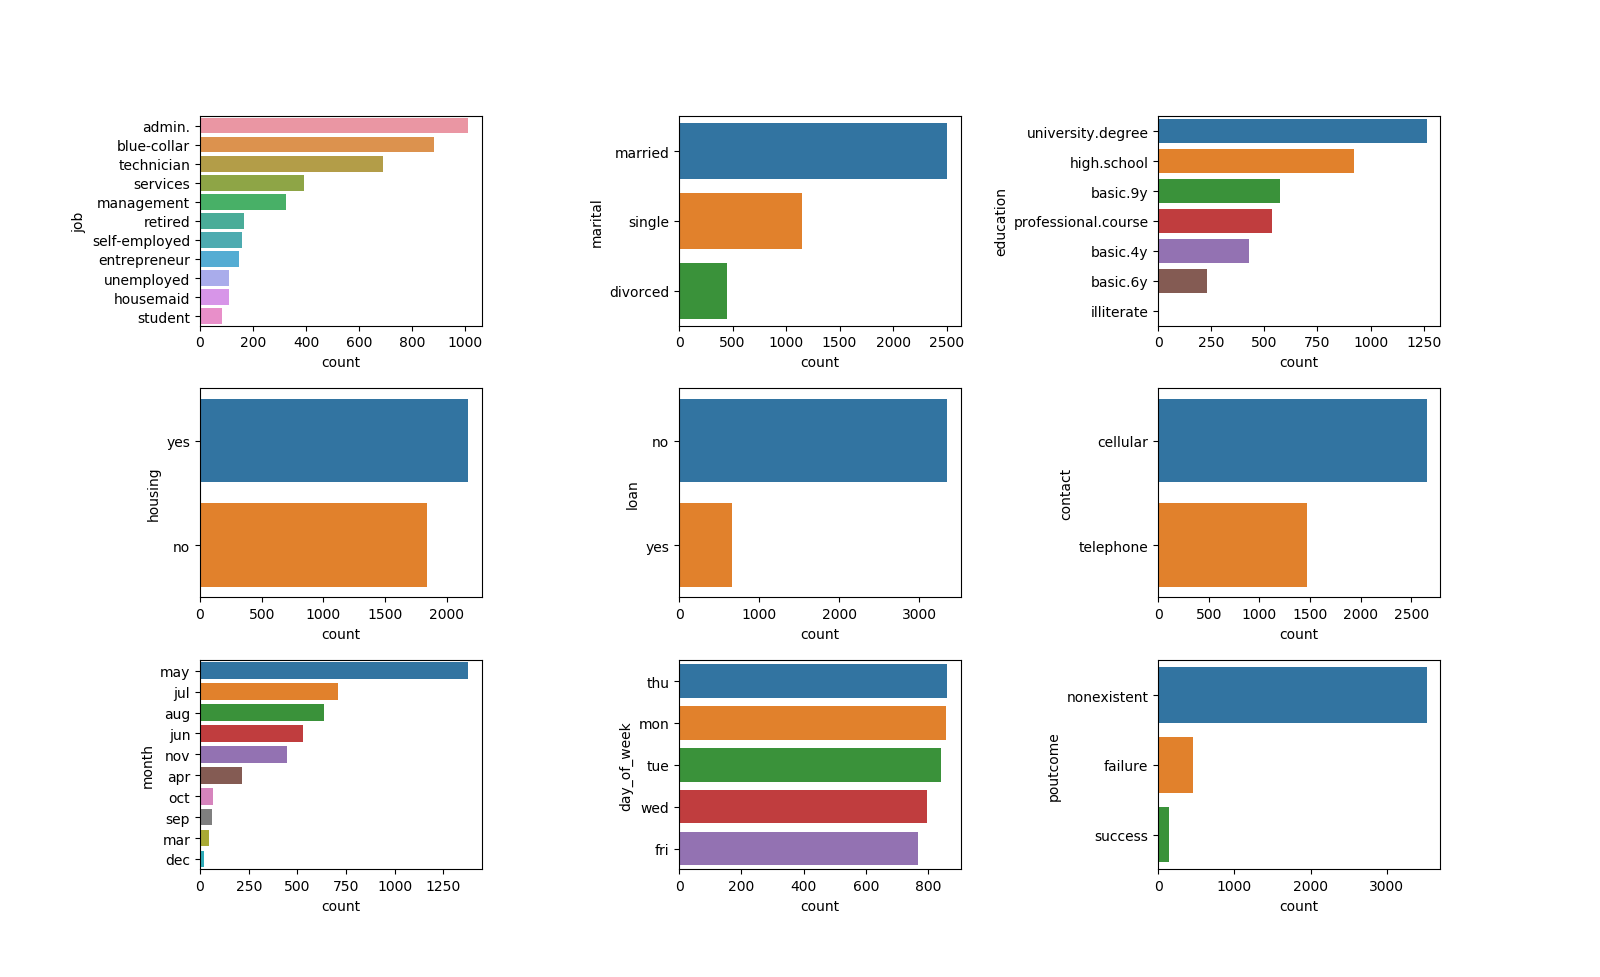 job
admin.
blue-collar
technician
services
management
retired
self-employed
entrepreneur
unemployed
housemaid
student
0 200 400 600 800 1000
count
marital
married
single
divorced
0 500 1000 1500 2000 2500
count
education
university.degree
high.school
basic.9y
professional.course
basic.4y
basic.6y
illiterate
0 250 500 750 1000 1250
count
housing
yes
no
0 500 1000 1500 2000
count
loan
no
yes
0 1000 2000 3000
count
contact
cellular
telephone
0 500 1000 1500 2000 2500
count
month
may
jul
aug
jun
nov
apr
oct
sep
mar
dec
0 250 500 750 1000 1250
count
day_of_week
thu
mon
tue
wed
fri
0 200 400 600 800
count
poutcome
nonexistent
failure
success
0 1000 2000 3000
count